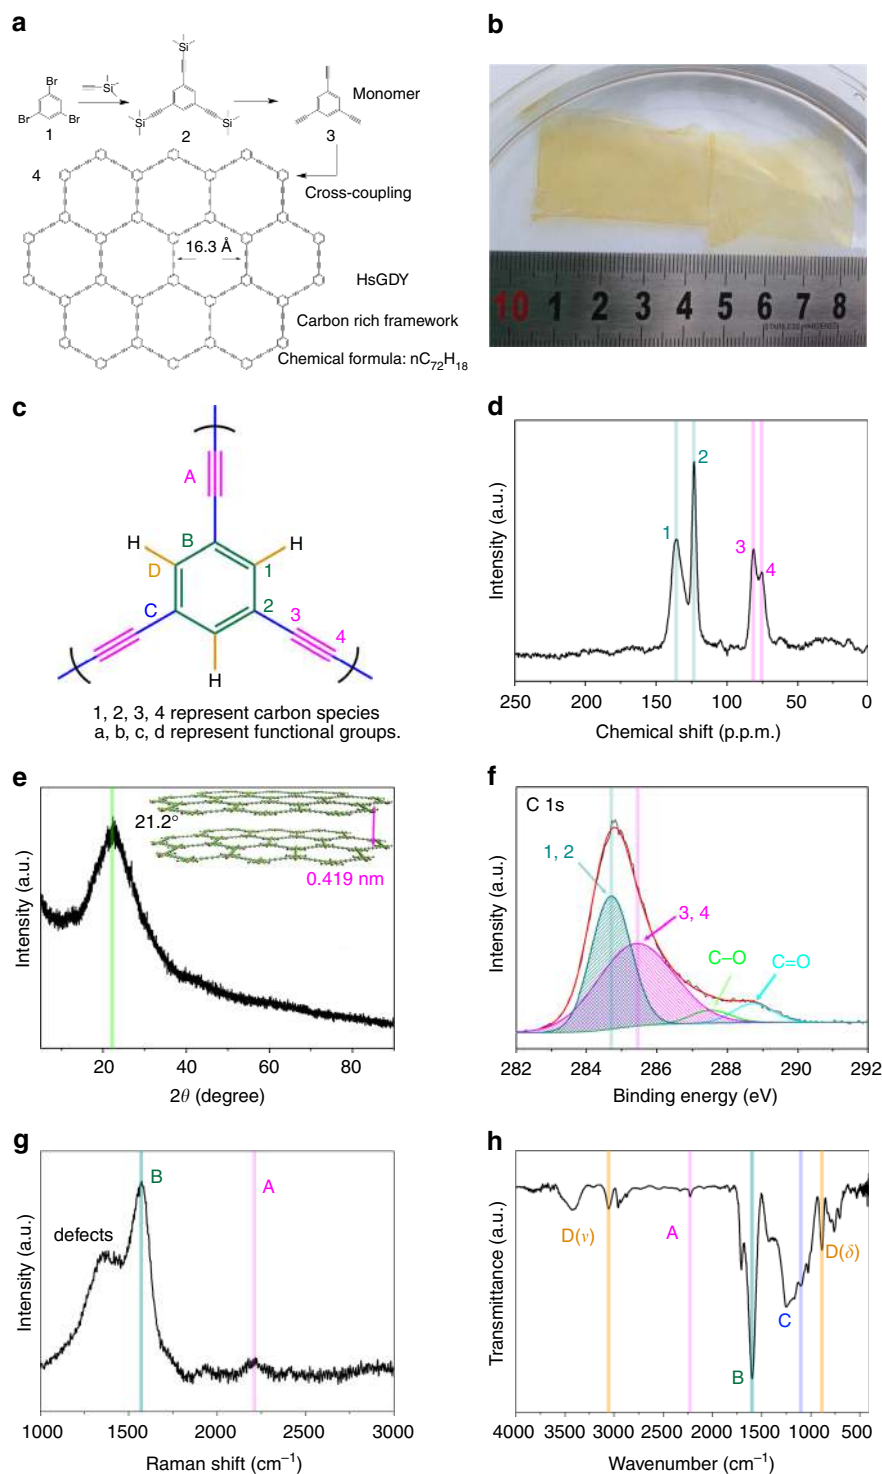 a
Br
Br
Br
1
Si
Si
Si
Si
2
3
Monomer
4
Cross-coupling
16.3 Å
HsGDY
Carbon rich framework
Chemical formula: nC72H18
b
10 1 2 3 4 5 6 7 8
STAINLESS HARDENED
c
A
H
B
H
D
1
C
2
3
4
H
1, 2, 3, 4 represent carbon species
a, b, c, d represent functional groups.
d
Intensity (a.u.)
1
2
3
4
250 200 150 100 50 0
Chemical shift (p.p.m.)
e
Intensity (a.u.)
21.2°
0.419 nm
20 40 60 80
2θ (degree)
f
Intensity (a.u.)
C 1s
1, 2
3, 4
C–O
C=O
282 284 286 288 290 292
Binding energy (eV)
g
Intensity (a.u.)
defects
B
A
1000 1500 2000 2500 3000
Raman shift (cm–1)
h
Transmittance (a.u.)
D(ν)
A
B
C
D(δ)
4000 3500 3000 2500 2000 1500 1000 500
Wavenumber (cm–1)